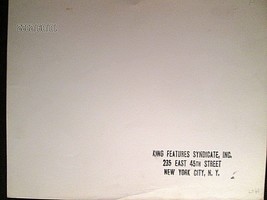 KING FEATURES SYNDICATE, INC.
235 EAST 45TH STREET
NEW YORK CITY, N. Y.